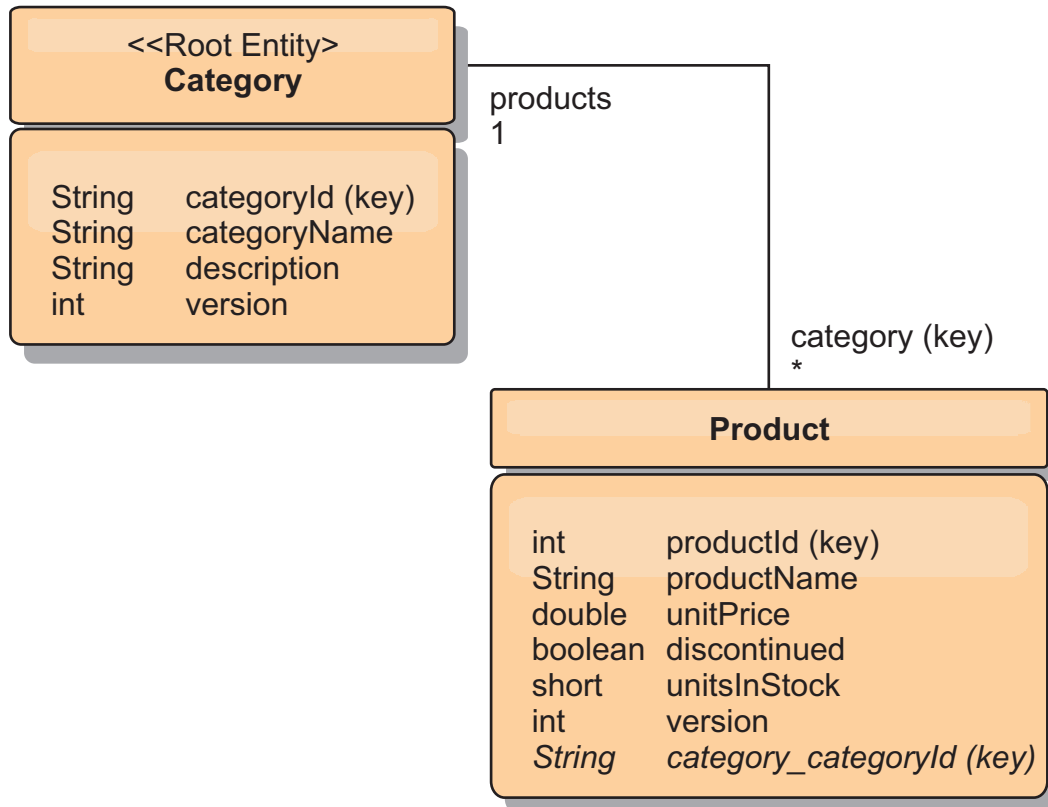 <<Root Entity>
Category
products
1
String categoryId (key)
String categoryName
String description
int version
category (key)
*
Product
int productId (key)
String productName
double unitPrice
boolean discontinued
short unitsInStock
int version
String category_categoryId (key)